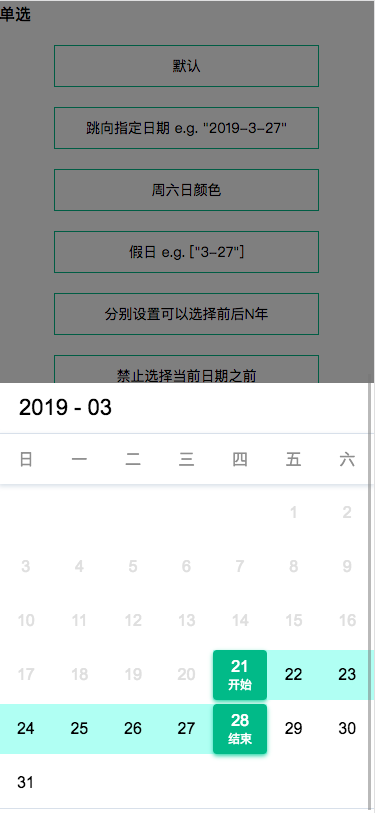 单选
默认
跳向指定日期 e.g. "2019-3-27"
周六日颜色
假日 e.g. ["3-27"]
分别设置可以选择前后N年
禁止选择当前日期之前
2019 - 03
日 一 二 三 四 五 六
1 2
3 4 5 6 7 8 9
10 11 12 13 14 15 16
17 18 19 20 21 22 23
开始
24 25 26 27 28 29 30
结束
31